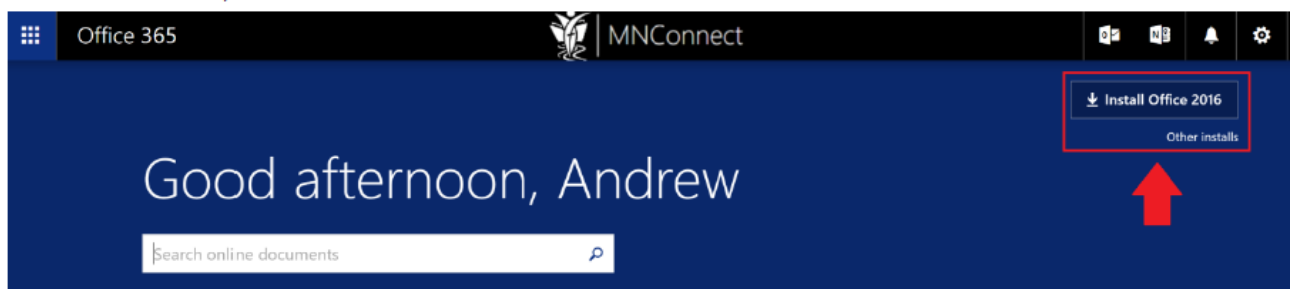 Office 365
MNConnect
Install Office 2016
Other installs
Good afternoon, Andrew
Search online documents